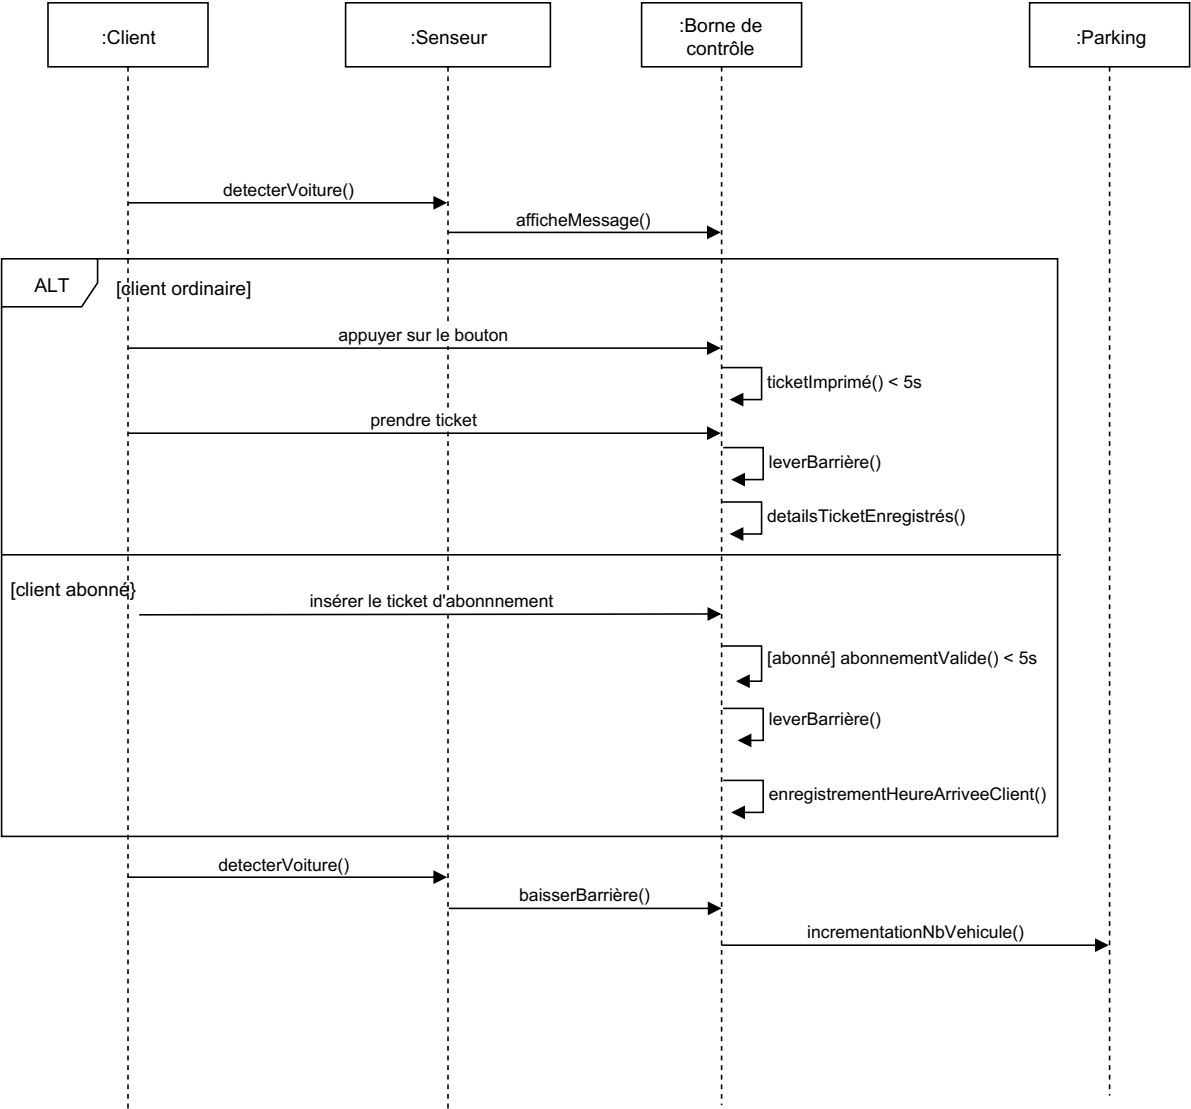 :Client
:Senseur
:Borne de
contrôle
:Parking
detecterVoiture()
afficheMessage()
ALT
[client ordinaire]
appuyer sur le bouton
ticketImprimé() < 5s
prendre ticket
leverBarrière()
detailsTicketEnregistrés()
[client abonné}
insérer le ticket d'abonnnement
[abonné] abonnementValide() < 5s
leverBarrière()
enregistrementHeureArriveeClient()
detecterVoiture()
baisserBarrière()
incrementationNbVehicule()